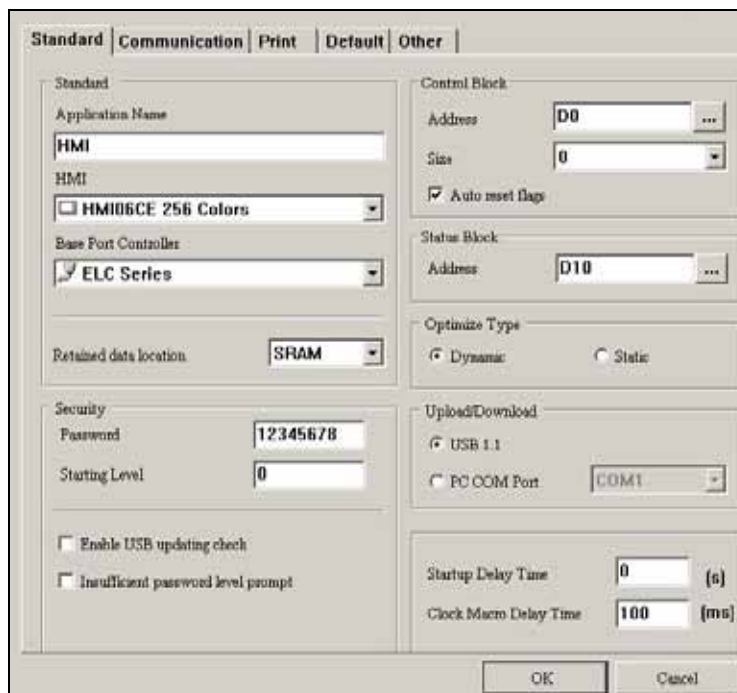 Standard Communication Print Default Other
Standard
Application Name
HMI
HMI
HMI06CE 256 Colors
Base Port Controller
ELC Series
Retained data location SRAM
Security
Password 12345678
Starting Level 0
Enable USB updating check
Insufficient password level prompt
Control Block
Address D0 ...
Size 0
Auto reset flags
Status Block
Address D10 ...
Optimize Type
Dynamic Static
Upload/Download
USB 1.1
PC COM Port COM1
Startup Delay Time 0 (s)
Clock Macro Delay Time 100 (ms)
OK Cancel